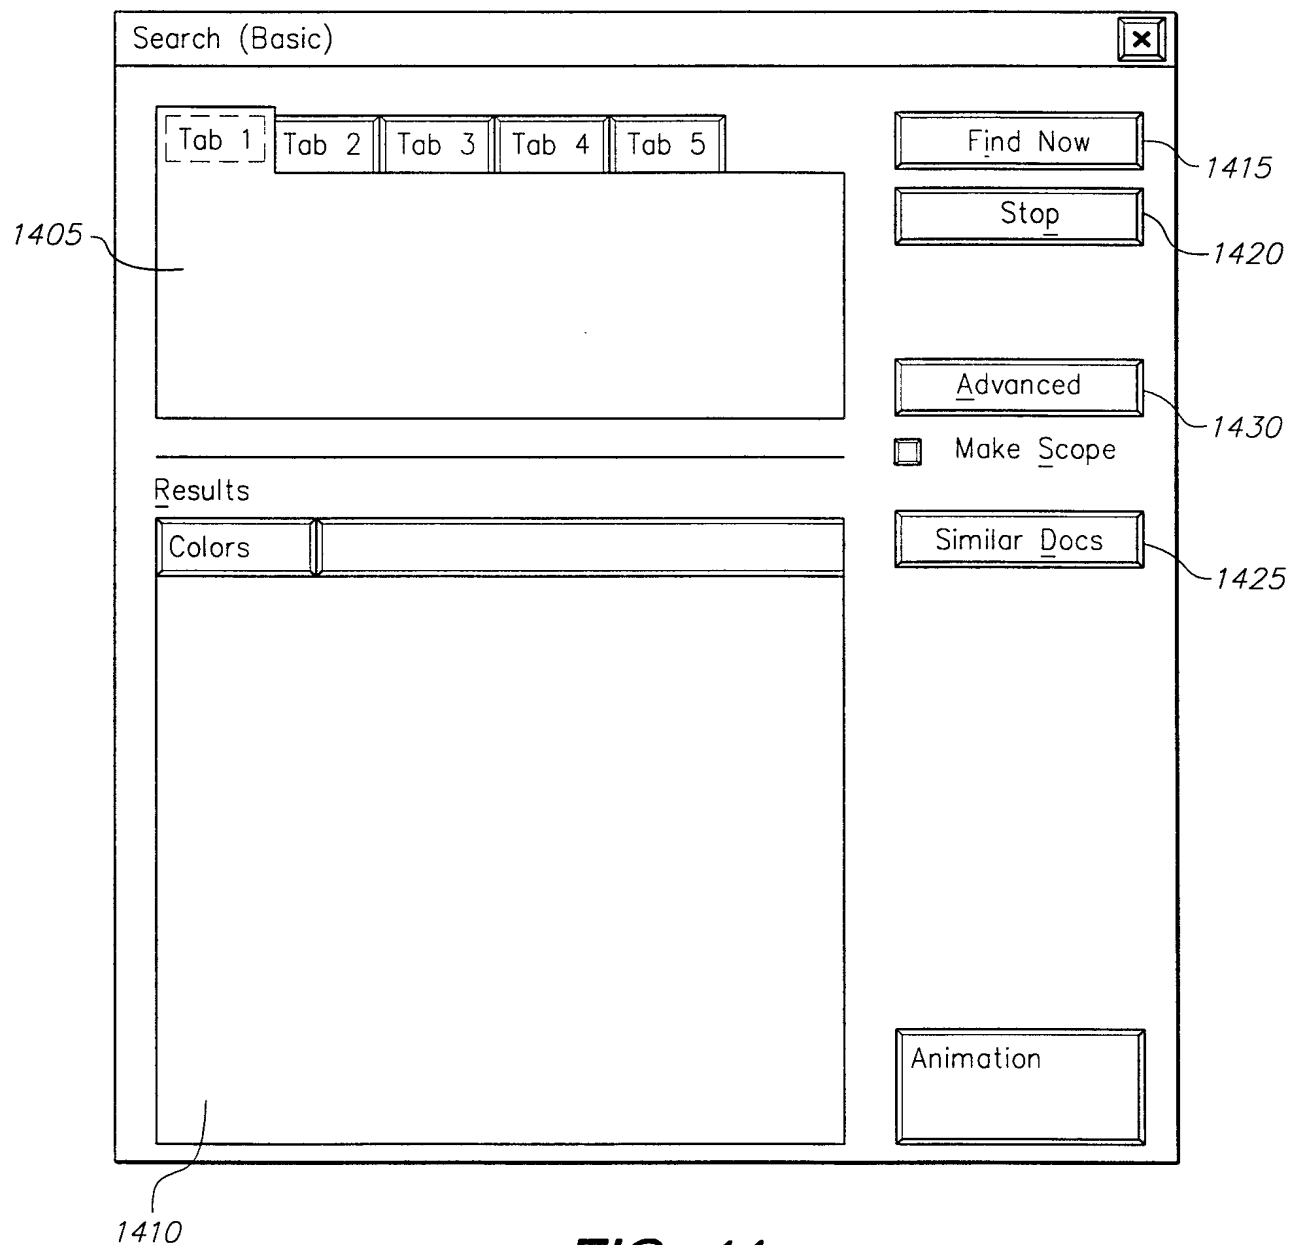 Search (Basic)
Tab 1
Tab 2
Tab 3
Tab 4
Tab 5
Find Now
1415
Stop
1420
1405
Advanced
1430
Make Scope
Results
Colors
Similar Docs
1425
Animation
1410